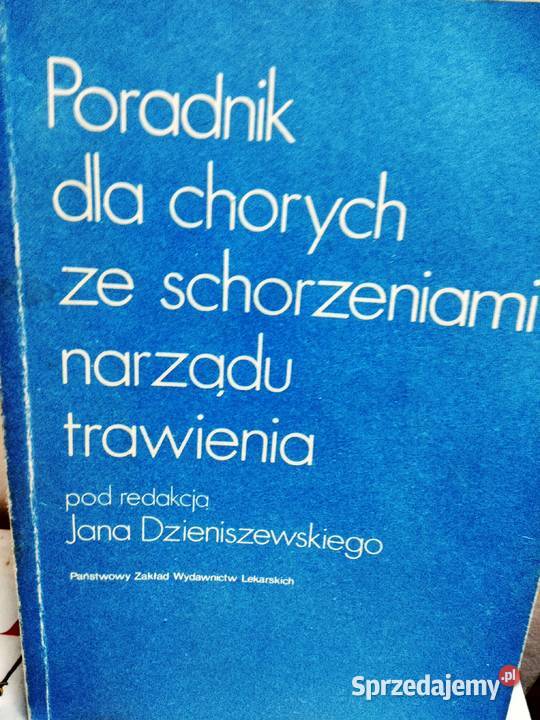 Poradnik
dla chorych
ze schorzeniami
narządu
trawienia
pod redakcją
Jana Dzieniszewskiego
Państwowy Zakład Wydawnictw Lekarskich
Sprzedajemy.pl